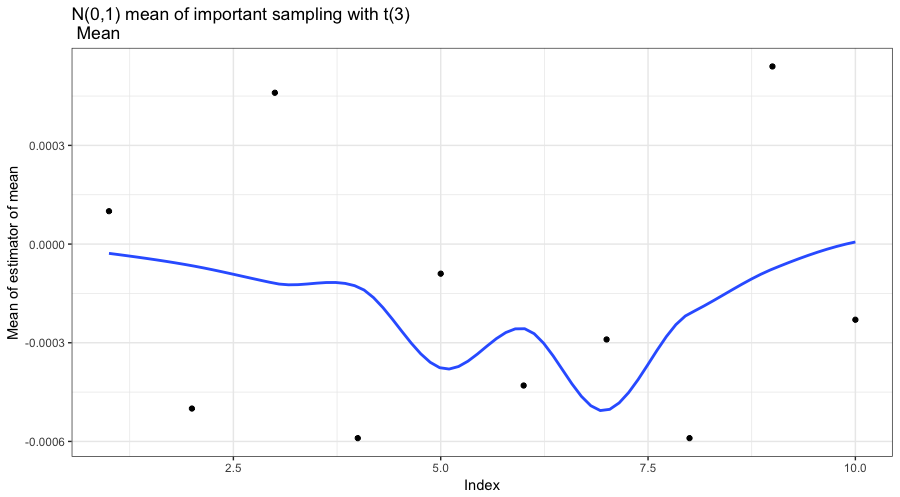 N(0,1) mean of important sampling with t(3)
Mean
Mean of estimator of mean
0.0003
0.0000
-0.0003
-0.0006
2.5
5.0
7.5
10.0
Index